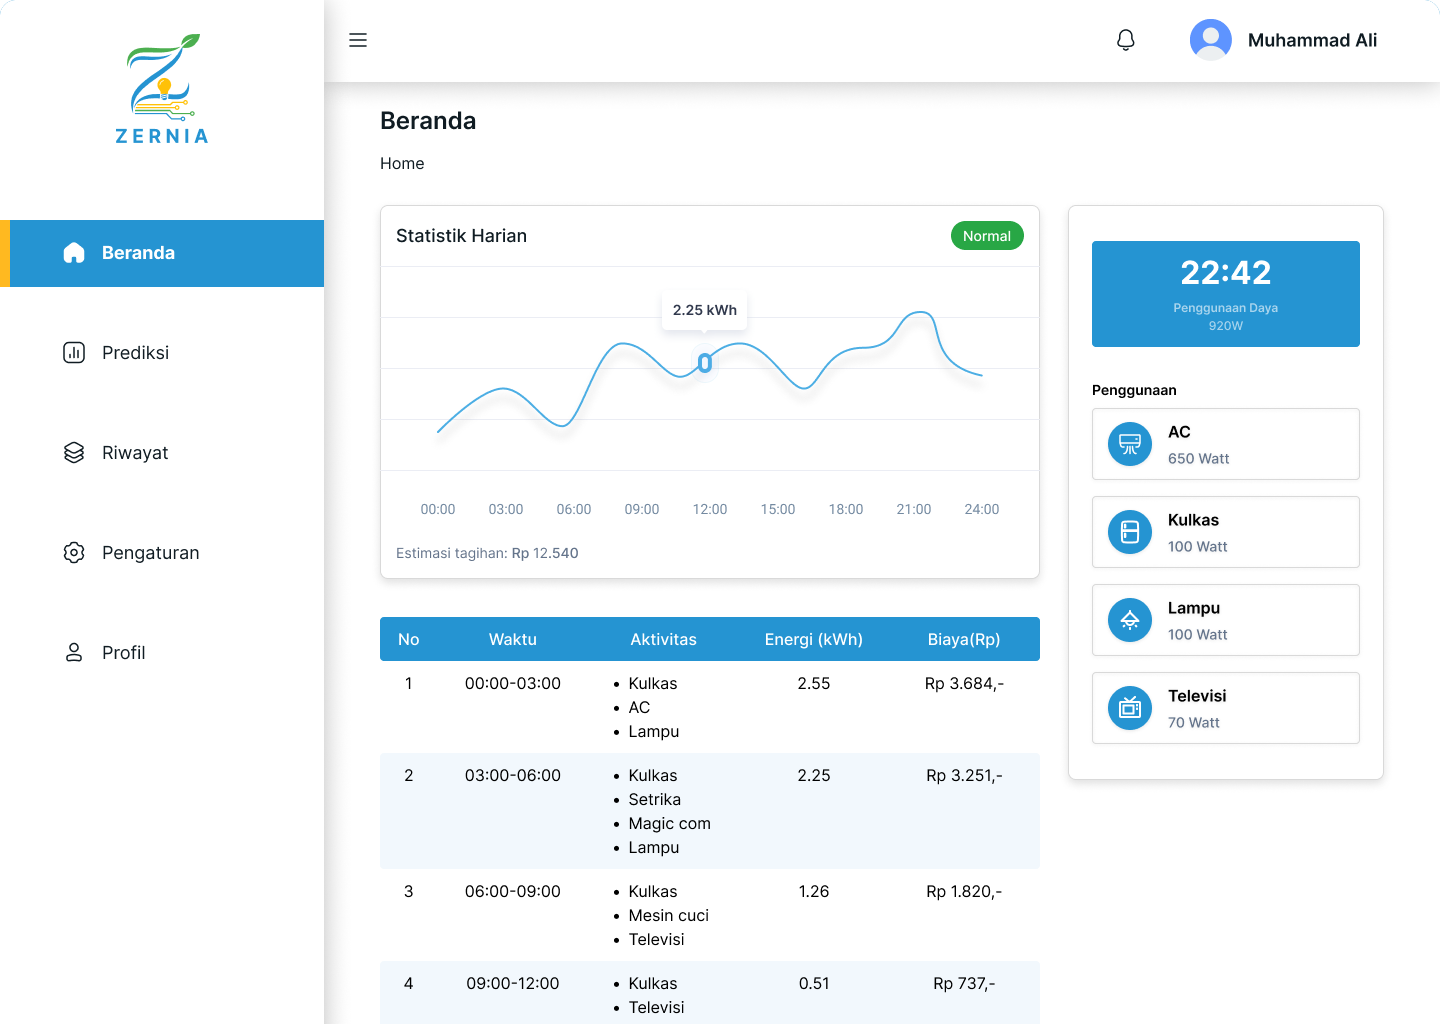 ZERNIA
Muhammad Ali
Beranda
Prediksi
Riwayat
Pengaturan
Profil
Beranda
Home
Statistik Harian
Normal
2.25 kWh
00:00 03:00 06:00 09:00 12:00 15:00 18:00 21:00 24:00
Estimasi tagihan: Rp 12.540
22:42
Penggunaan Daya
920W
Penggunaan
AC
650 Watt
Kulkas
100 Watt
Lampu
100 Watt
Televisi
70 Watt
No Waktu Aktivitas Energi (kWh) Biaya(Rp)
1 00:00-03:00 • Kulkas 2.55 Rp 3.684,-
• AC
• Lampu
2 03:00-06:00 • Kulkas 2.25 Rp 3.251,-
• Setrika
• Magic com
• Lampu
3 06:00-09:00 • Kulkas 1.26 Rp 1.820,-
• Mesin cuci
• Televisi
4 09:00-12:00 • Kulkas 0.51 Rp 737,-
• Televisi